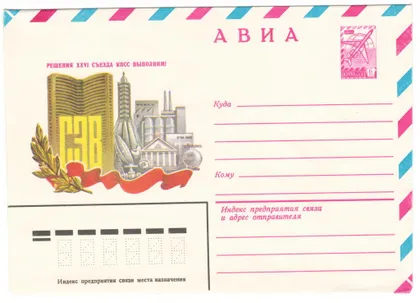 АВИА
РЕШЕНИЯ XXVI СЪЕЗДА КПСС ВЫПОЛНИМ!
СЭВ
Куда
Кому
Индекс предприятия связи
и адрес отправителя
Индекс предприятия связи места назначения